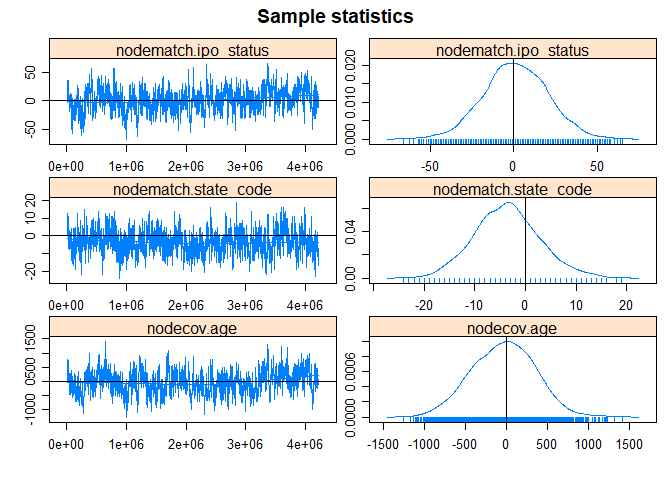 Sample statistics
nodematch.ipo_status
50
0
-50
0e+00 1e+06 2e+06 3e+06 4e+06
nodematch.ipo_status
0.000 0.010 0.020
-50 0 50
nodematch.state_code
20
10
0
-20
0e+00 1e+06 2e+06 3e+06 4e+06
nodematch.state_code
0.00 0.04
-20 -10 0 10 20
nodecov.age
-1000 0 500 1500
0e+00 1e+06 2e+06 3e+06 4e+06
nodecov.age
0.0000 0.0006
-1500 -1000 -500 0 500 1000 1500